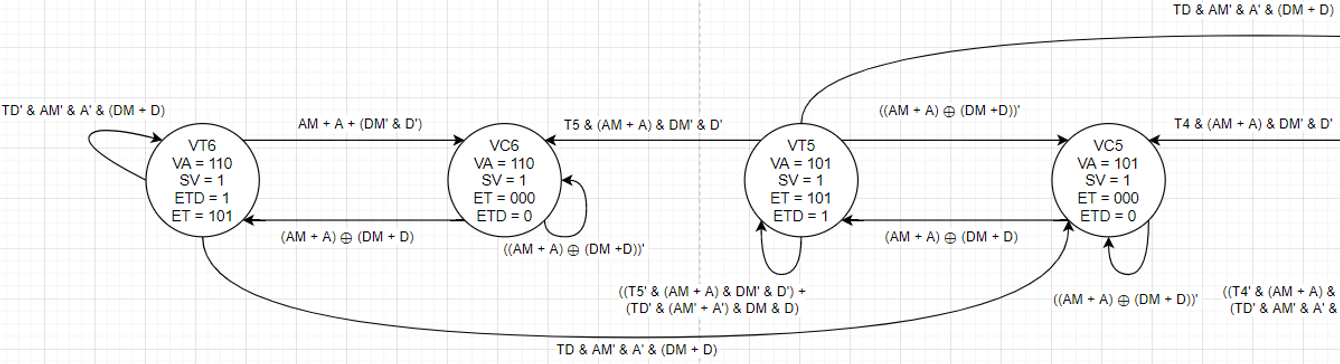 TD & AM' & A' & (DM + D)
TD' & AM' & A' & (DM + D)
AM + A + (DM' & D')
T5 & (AM + A) & DM' & D'
((AM + A) ⊕ (DM +D))'
T4 & (AM + A) & DM' & D'
VT6
VA = 110
SV = 1
ETD = 1
ET = 101
VC6
VA = 110
SV = 1
ET = 000
ETD = 0
VT5
VA = 101
SV = 1
ET = 101
ETD = 1
VC5
VA = 101
SV = 1
ET = 000
ETD = 0
(AM + A) ⊕ (DM + D)
((AM + A) ⊕ (DM +D))'
(AM + A) ⊕ (DM + D)
((T5' & (AM + A) & DM' & D') +
(TD' & (AM' + A') & DM & D)
((AM + A) ⊕ (DM + D))'
((T4' & (AM + A) &
(TD' & AM' & A' &
TD & AM' & A' & (DM + D)